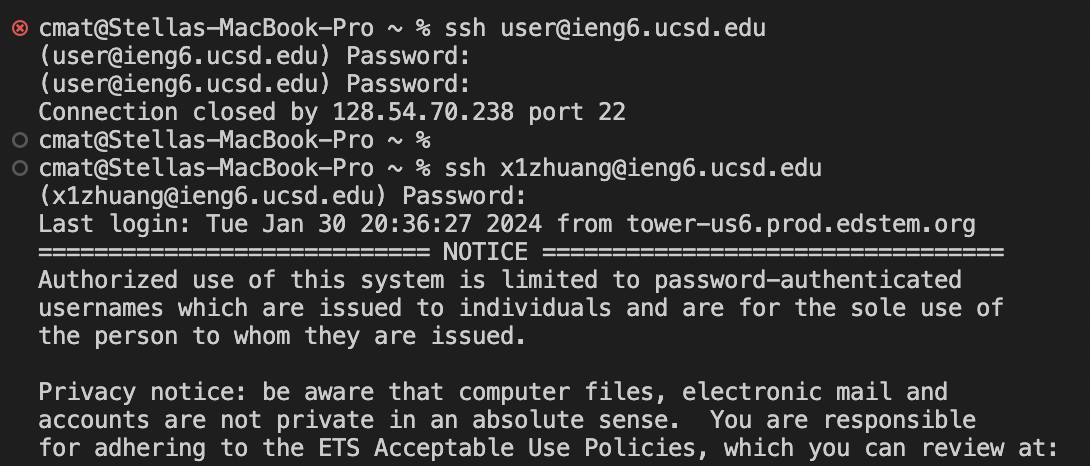 cmat@Stellas-MacBook-Pro ~ % ssh user@ieng6.ucsd.edu
(user@ieng6.ucsd.edu) Password:
(user@ieng6.ucsd.edu) Password:
Connection closed by 128.54.70.238 port 22
cmat@Stellas-MacBook-Pro ~ %
cmat@Stellas-MacBook-Pro ~ % ssh x1zhuang@ieng6.ucsd.edu
(x1zhuang@ieng6.ucsd.edu) Password:
Last login: Tue Jan 30 20:36:27 2024 from tower-us6.prod.edstem.org
============================ NOTICE =================================
Authorized use of this system is limited to password-authenticated
usernames which are issued to individuals and are for the sole use of
the person to whom they are issued.

Privacy notice: be aware that computer files, electronic mail and
accounts are not private in an absolute sense.  You are responsible
for adhering to the ETS Acceptable Use Policies, which you can review at: